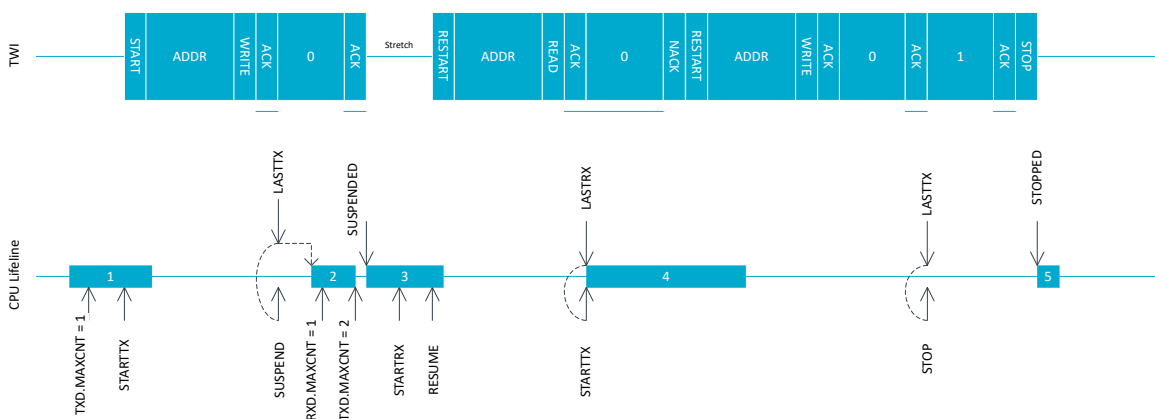 TWI
START
ADDR
WRITE
ACK
0
ACK
Stretch
RESTART
ADDR
READ
ACK
0
NACK
RESTART
ADDR
WRITE
ACK
0
ACK
1
ACK
STOP
LASTTX
SUSPENDED
LASTRX
LASTTX
STOPPED
CPU Lifeline
1
2
3
4
5
TXD.MAXCNT = 1
STARTTX
SUSPEND
RXD.MAXCNT = 1
TXD.MAXCNT = 2
STARTRX
RESUME
STARTTX
STOP